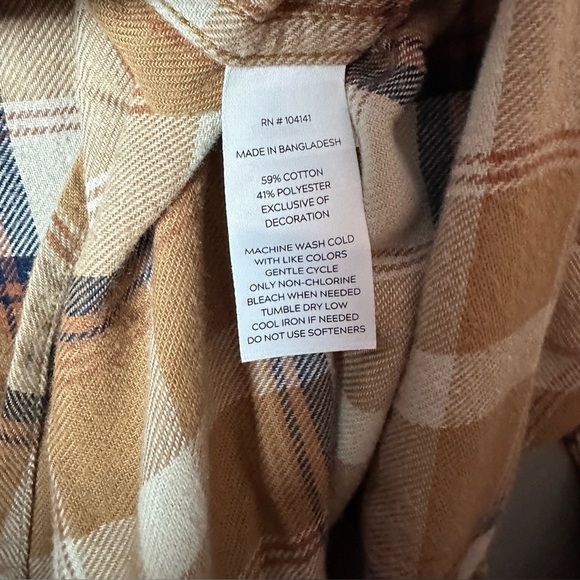 RN # 104141
MADE IN BANGLADESH
59% COTTON
41% POLYESTER
EXCLUSIVE OF
DECORATION
MACHINE WASH COLD
WITH LIKE COLORS
GENTLE CYCLE
ONLY NON-CHLORINE
BLEACH WHEN NEEDED
TUMBLE DRY LOW
COOL IRON IF NEEDED
DO NOT USE SOFTENERS